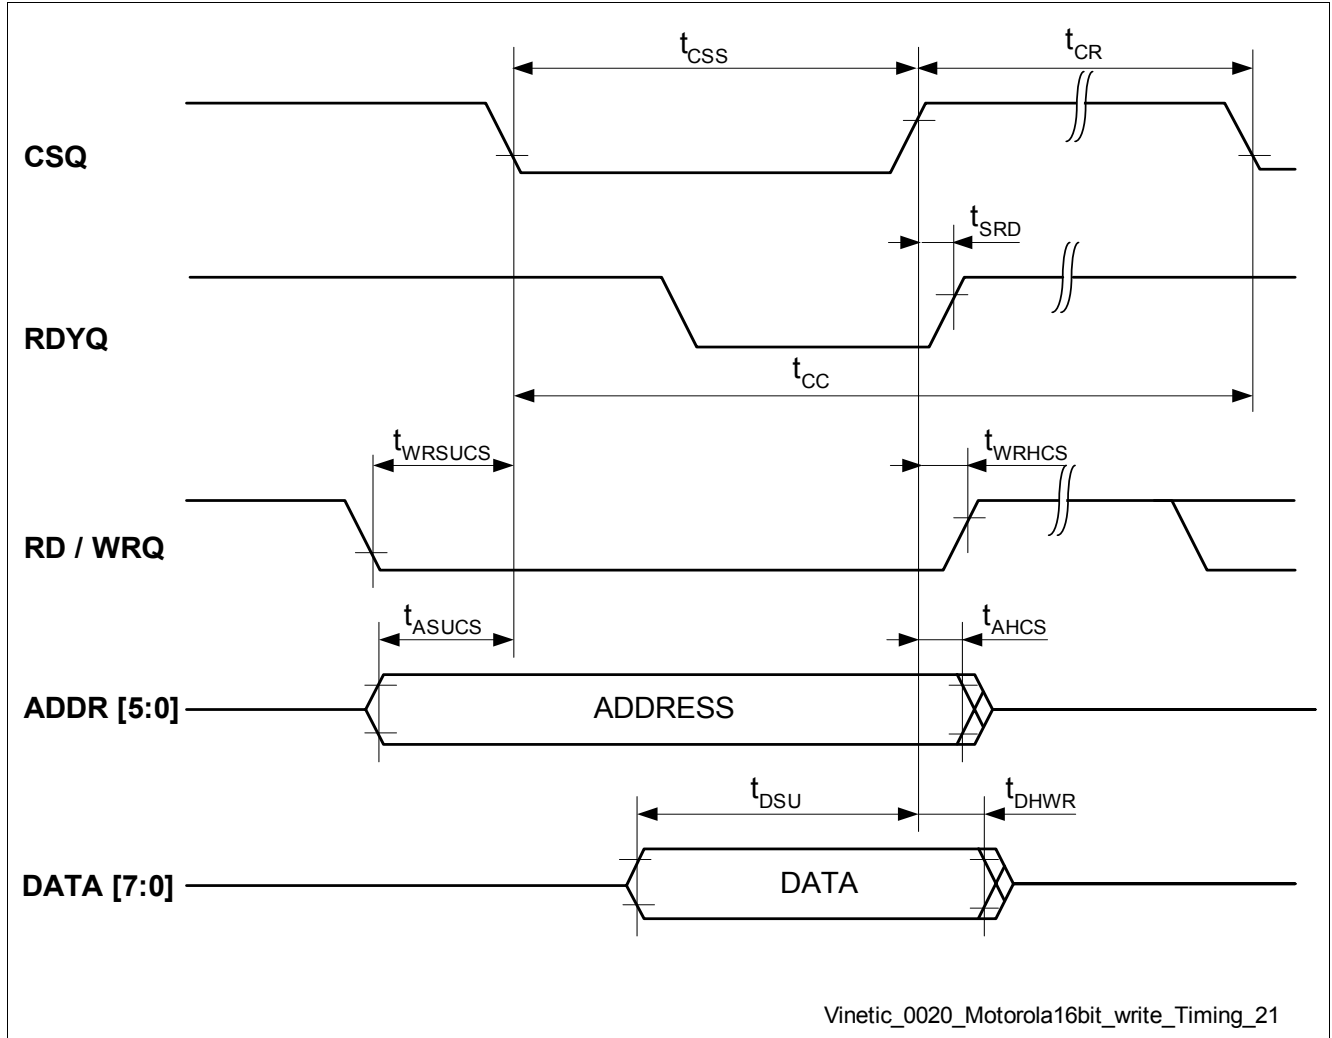 tCSS
tCR
CSQ
tSRD
RDYQ
tCC
tWRSUCS
tWRHCS
RD / WRQ
tASUCS
tAHCS
ADDR [5:0]
ADDRESS
tDSU
tDHWR
DATA [7:0]
DATA
Vinetic_0020_Motorola16bit_write_Timing_21